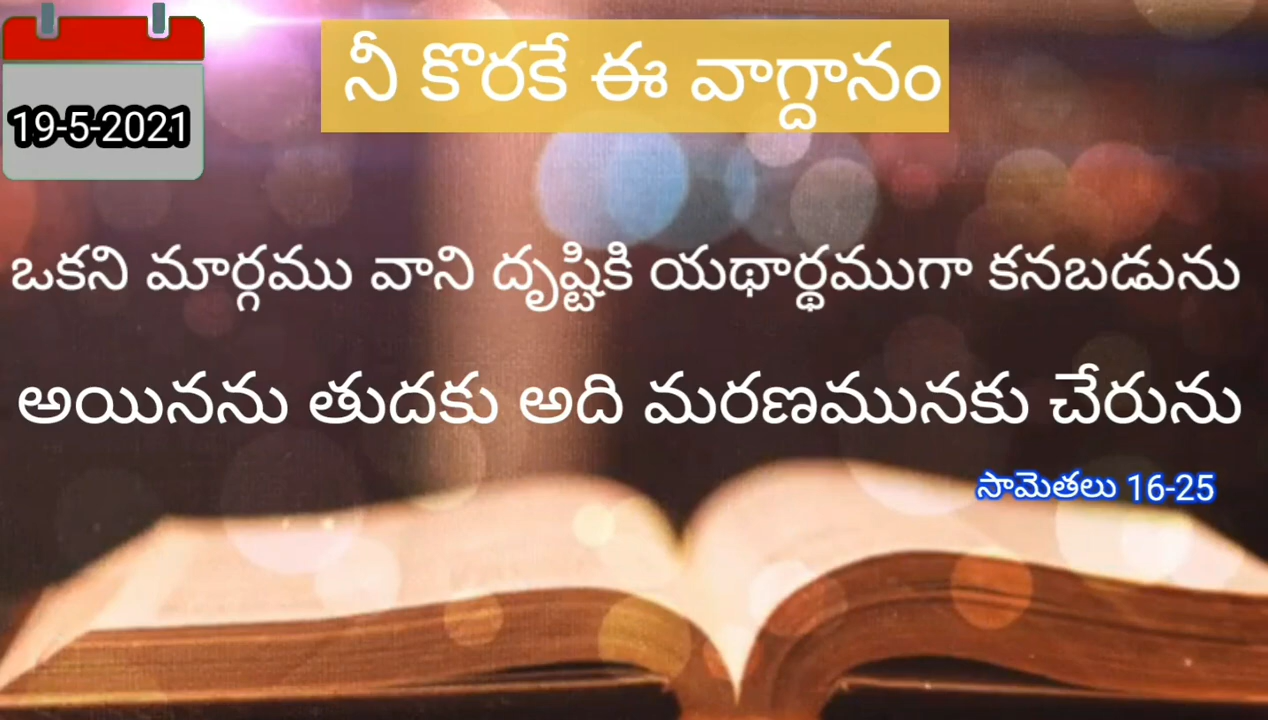 నీ కొరకే ఈ వాగ్దానం
19-5-2021
ఒకని మార్గము వాని దృష్టికి యథార్థముగా కనబడును
అయినను తుదకు అది మరణమునకు చేరును
సామెతలు 16-25